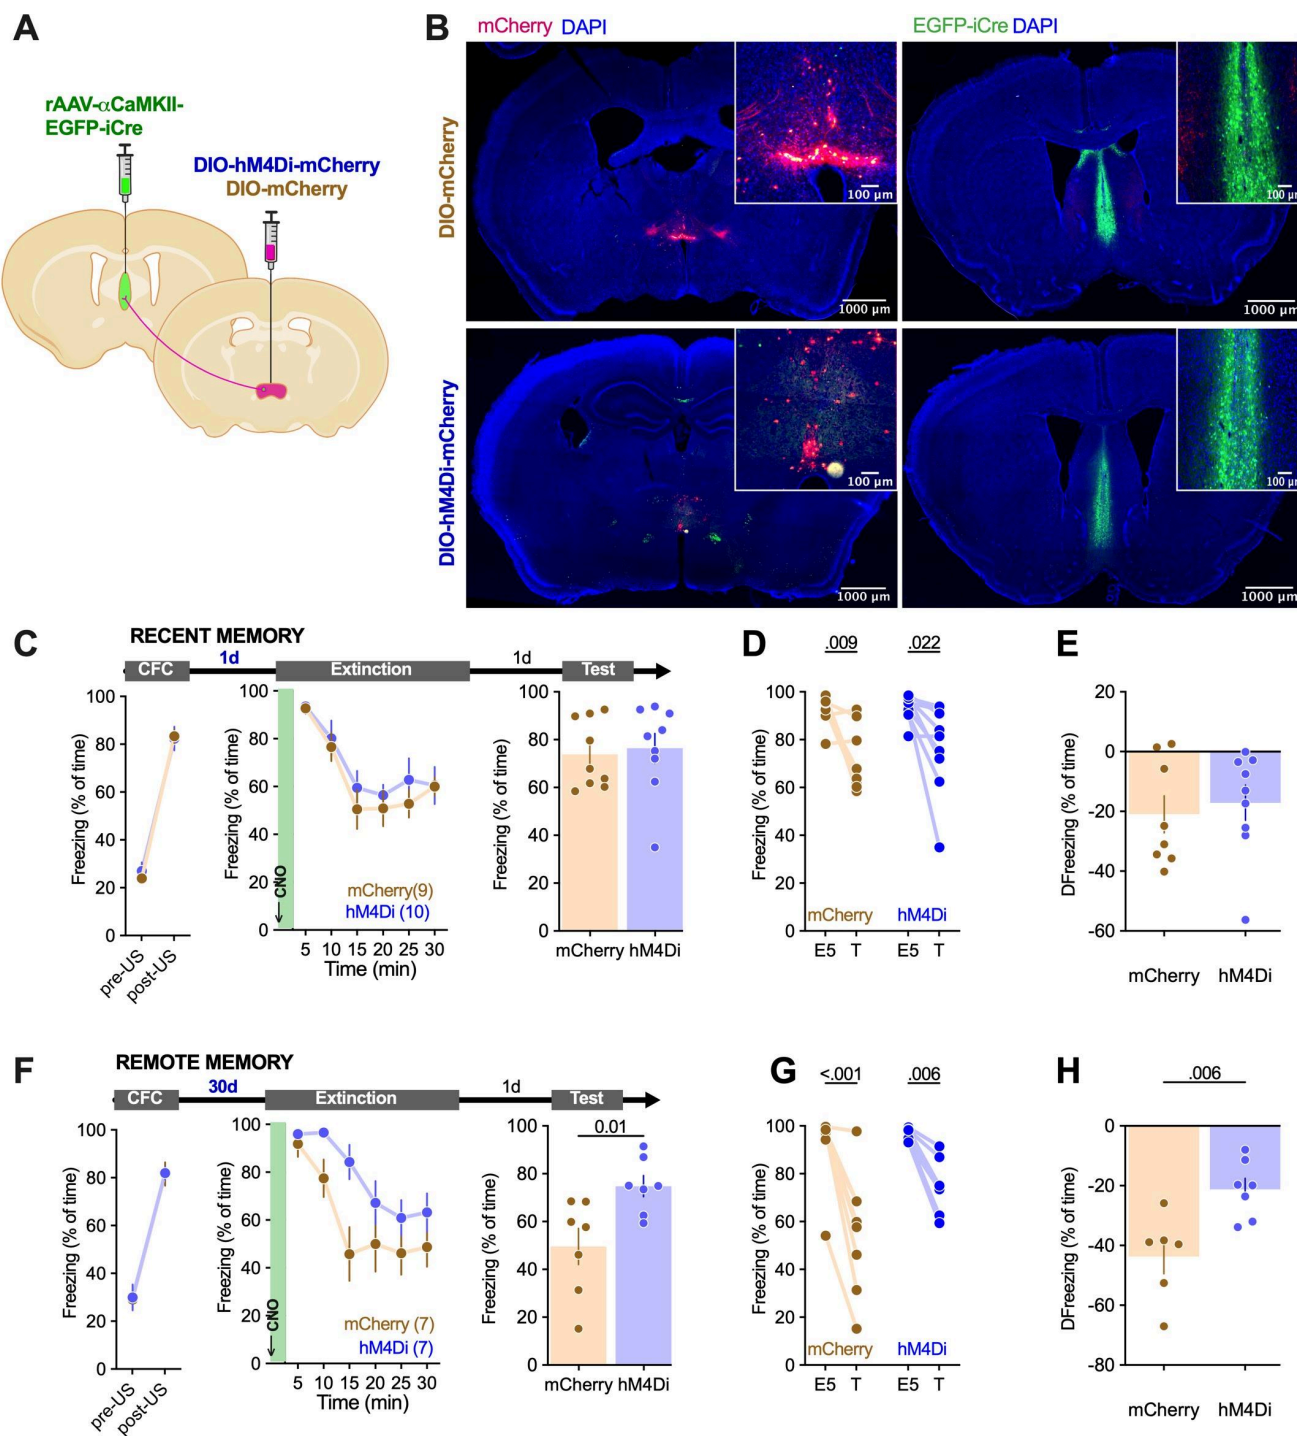 A
rAAV-αCaMKII-
EGFP-iCre
DIO-hM4Di-mCherry
DIO-mCherry
B
mCherry DAPI
EGFP-iCre DAPI
DIO-mCherry
100 µm
1000 µm
100 µm
1000 µm
DIO-hM4Di-mCherry
100 µm
1000 µm
100 µm
1000 µm
C
RECENT MEMORY
CFC
1d
Extinction
1d
Test
Freezing (% of time)
100
80
60
40
20
0
pre-US
post-US
Freezing (% of time)
100
80
60
40
20
0
CNO
mCherry(9)
hM4Di (10)
5 10 15 20 25 30
Time (min)
Freezing (% of time)
100
80
60
40
20
0
mCherry hM4Di
D
.009
.022
Freezing (% of time)
100
80
60
40
20
0
mCherry
hM4Di
E5 T E5 T
E
DFreezing (% of time)
20
0
-20
-40
-60
mCherry hM4Di
F
REMOTE MEMORY
CFC
30d
Extinction
1d
Test
Freezing (% of time)
100
80
60
40
20
0
pre-US
post-US
Freezing (% of time)
100
80
60
40
20
0
CNO
mCherry (7)
hM4Di (7)
5 10 15 20 25 30
Time (min)
0.01
Freezing (% of time)
100
80
60
40
20
0
mCherry hM4Di
G
<.001
.006
Freezing (% of time)
100
80
60
40
20
0
mCherry
hM4Di
E5 T E5 T
H
.006
DFreezing (% of time)
0
-20
-40
-60
-80
mCherry hM4Di